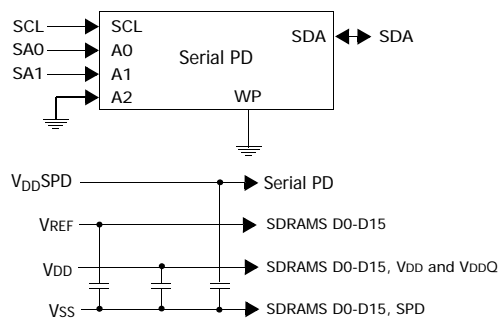 SCL SCL SDA SDA
SA0 A0 Serial PD
SA1 A1
A2 WP
VDDSPD Serial PD
VREF SDRAMS D0-D15
VDD SDRAMS D0-D15, VDD and VDDQ
VSS SDRAMS D0-D15, SPD